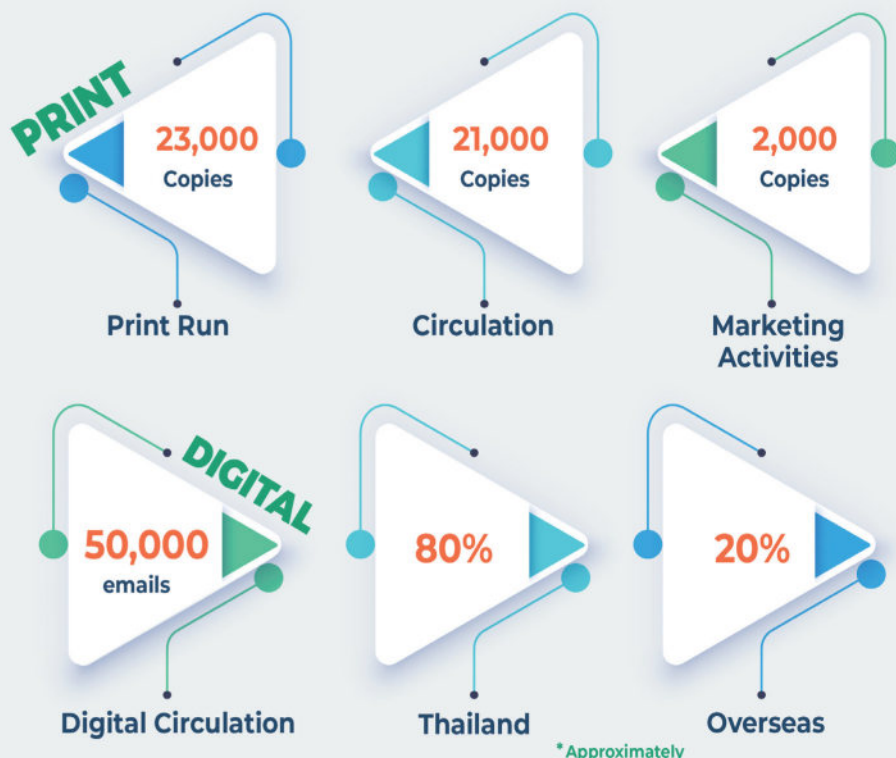 PRINT
23,000
Copies
Print Run
21,000
Copies
Circulation
2,000
Copies
Marketing
Activities
DIGITAL
50,000
emails
Digital Circulation
80%
Thailand
20%
Overseas
*Approximately